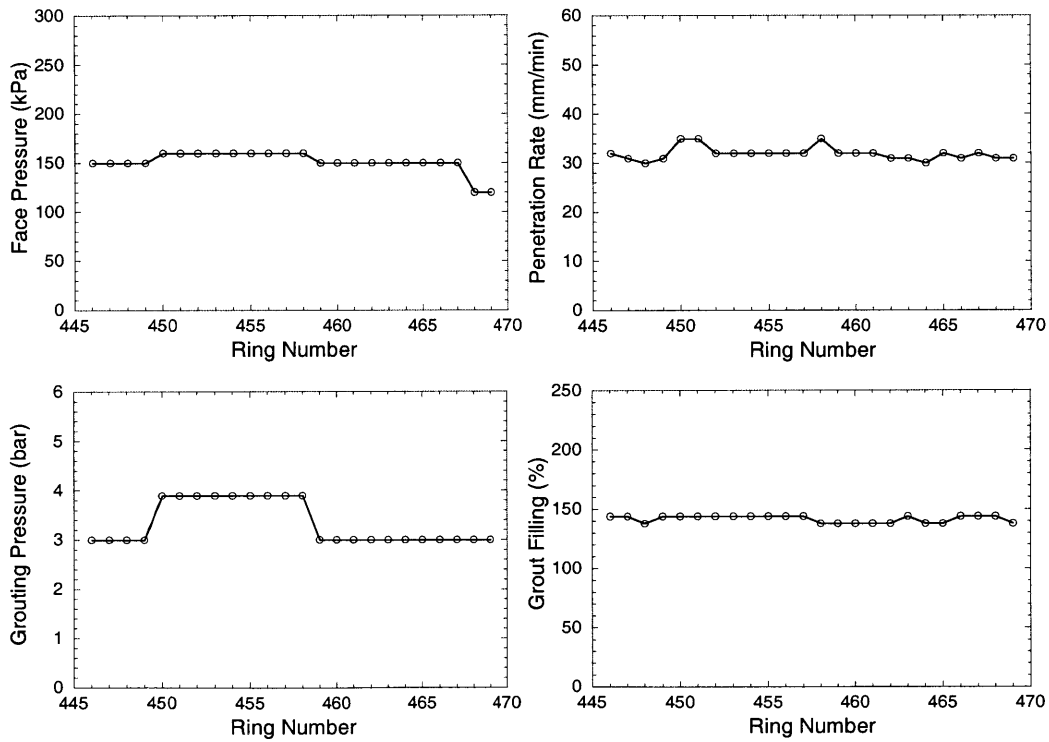 300
250
200
150
100
50
0
Face Pressure (kPa)
445 450 455 460 465 470
Ring Number
60
50
40
30
20
10
0
Penetration Rate (mm/min)
445 450 455 460 465 470
Ring Number
6
5
4
3
2
1
0
Grouting Pressure (bar)
445 450 455 460 465 470
Ring Number
250
200
150
100
50
0
Grout Filling (%)
445 450 455 460 465 470
Ring Number